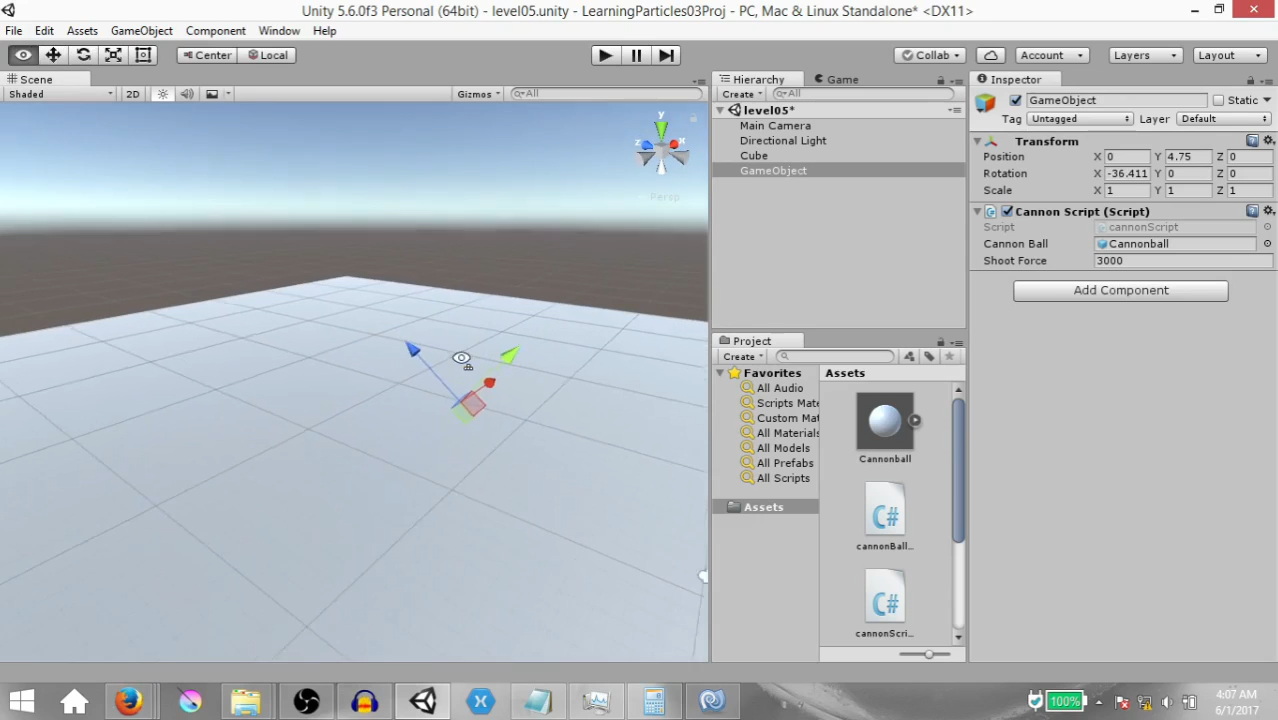 Unity 5.6.0f3 Personal (64bit) - level05.unity - LearningParticles03Proj - PC, Mac & Linux Standalone* <DX11>
File Edit Assets GameObject Component Window Help
Center Local Collab Account Layers Layout
Scene
Shaded 2D Gizmos All
y
z x
Persp
Hierarchy Game
Create All
level05*
Main Camera
Directional Light
Cube
GameObject
Project
Create
Favorites
All Audio
Scripts Mate
Custom Mat
All Materials
All Models
All Prefabs
All Scripts
Assets
Assets
Cannonball
C#
cannonBall...
C#
cannonScri...
Inspector
GameObject Static
Tag Untagged Layer Default
Transform
Position X 0 Y 4.75 Z 0
Rotation X -36.411 Y 0 Z 0
Scale X 1 Y 1 Z 1
Cannon Script (Script)
Script cannonScript
Cannon Ball Cannonball
Shoot Force 3000
Add Component
100%
4:07 AM
6/1/2017